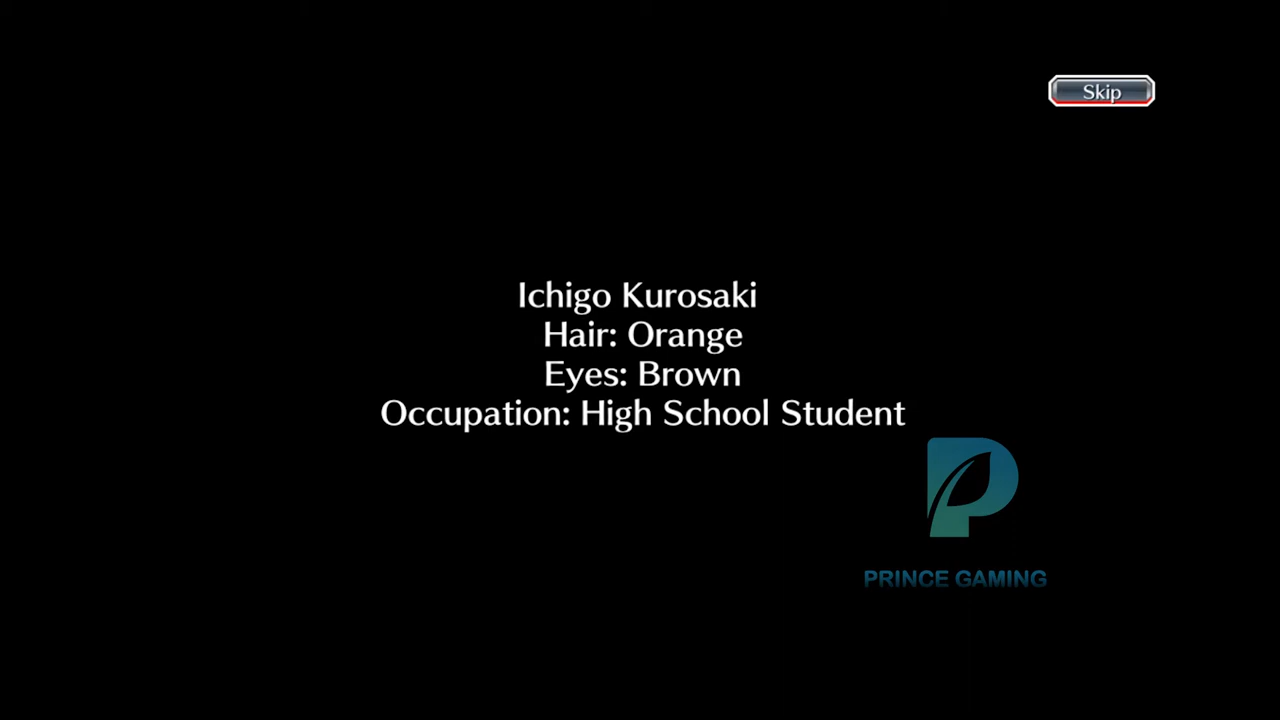 Skip
Ichigo Kurosaki
Hair: Orange
Eyes: Brown
Occupation: High School Student
PRINCE GAMING